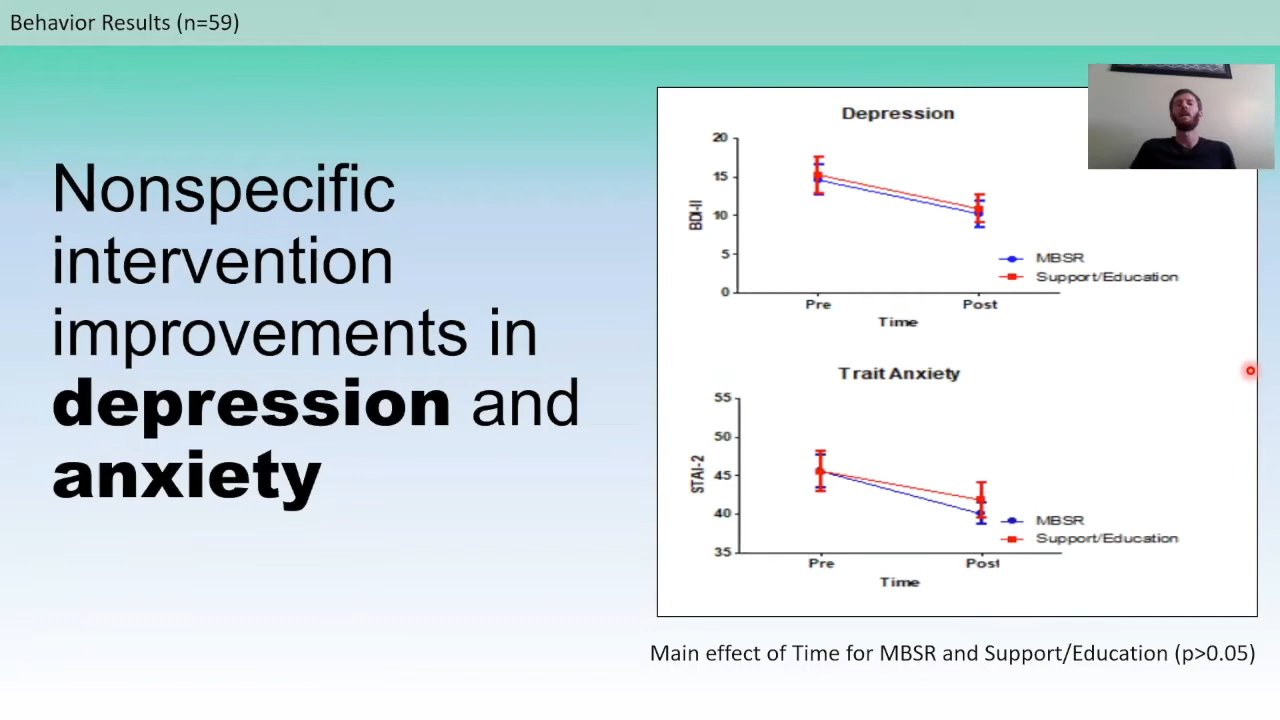 Behavior Results (n=59)
Nonspecific
intervention
improvements in
depression and
anxiety
Depression
20
15
10
5
0
BDI-II
Pre
Post
Time
MBSR
Support/Education
Trait Anxiety
55
50
45
40
35
STAI-2
Pre
Post
Time
MBSR
Support/Education
Main effect of Time for MBSR and Support/Education (p>0.05)